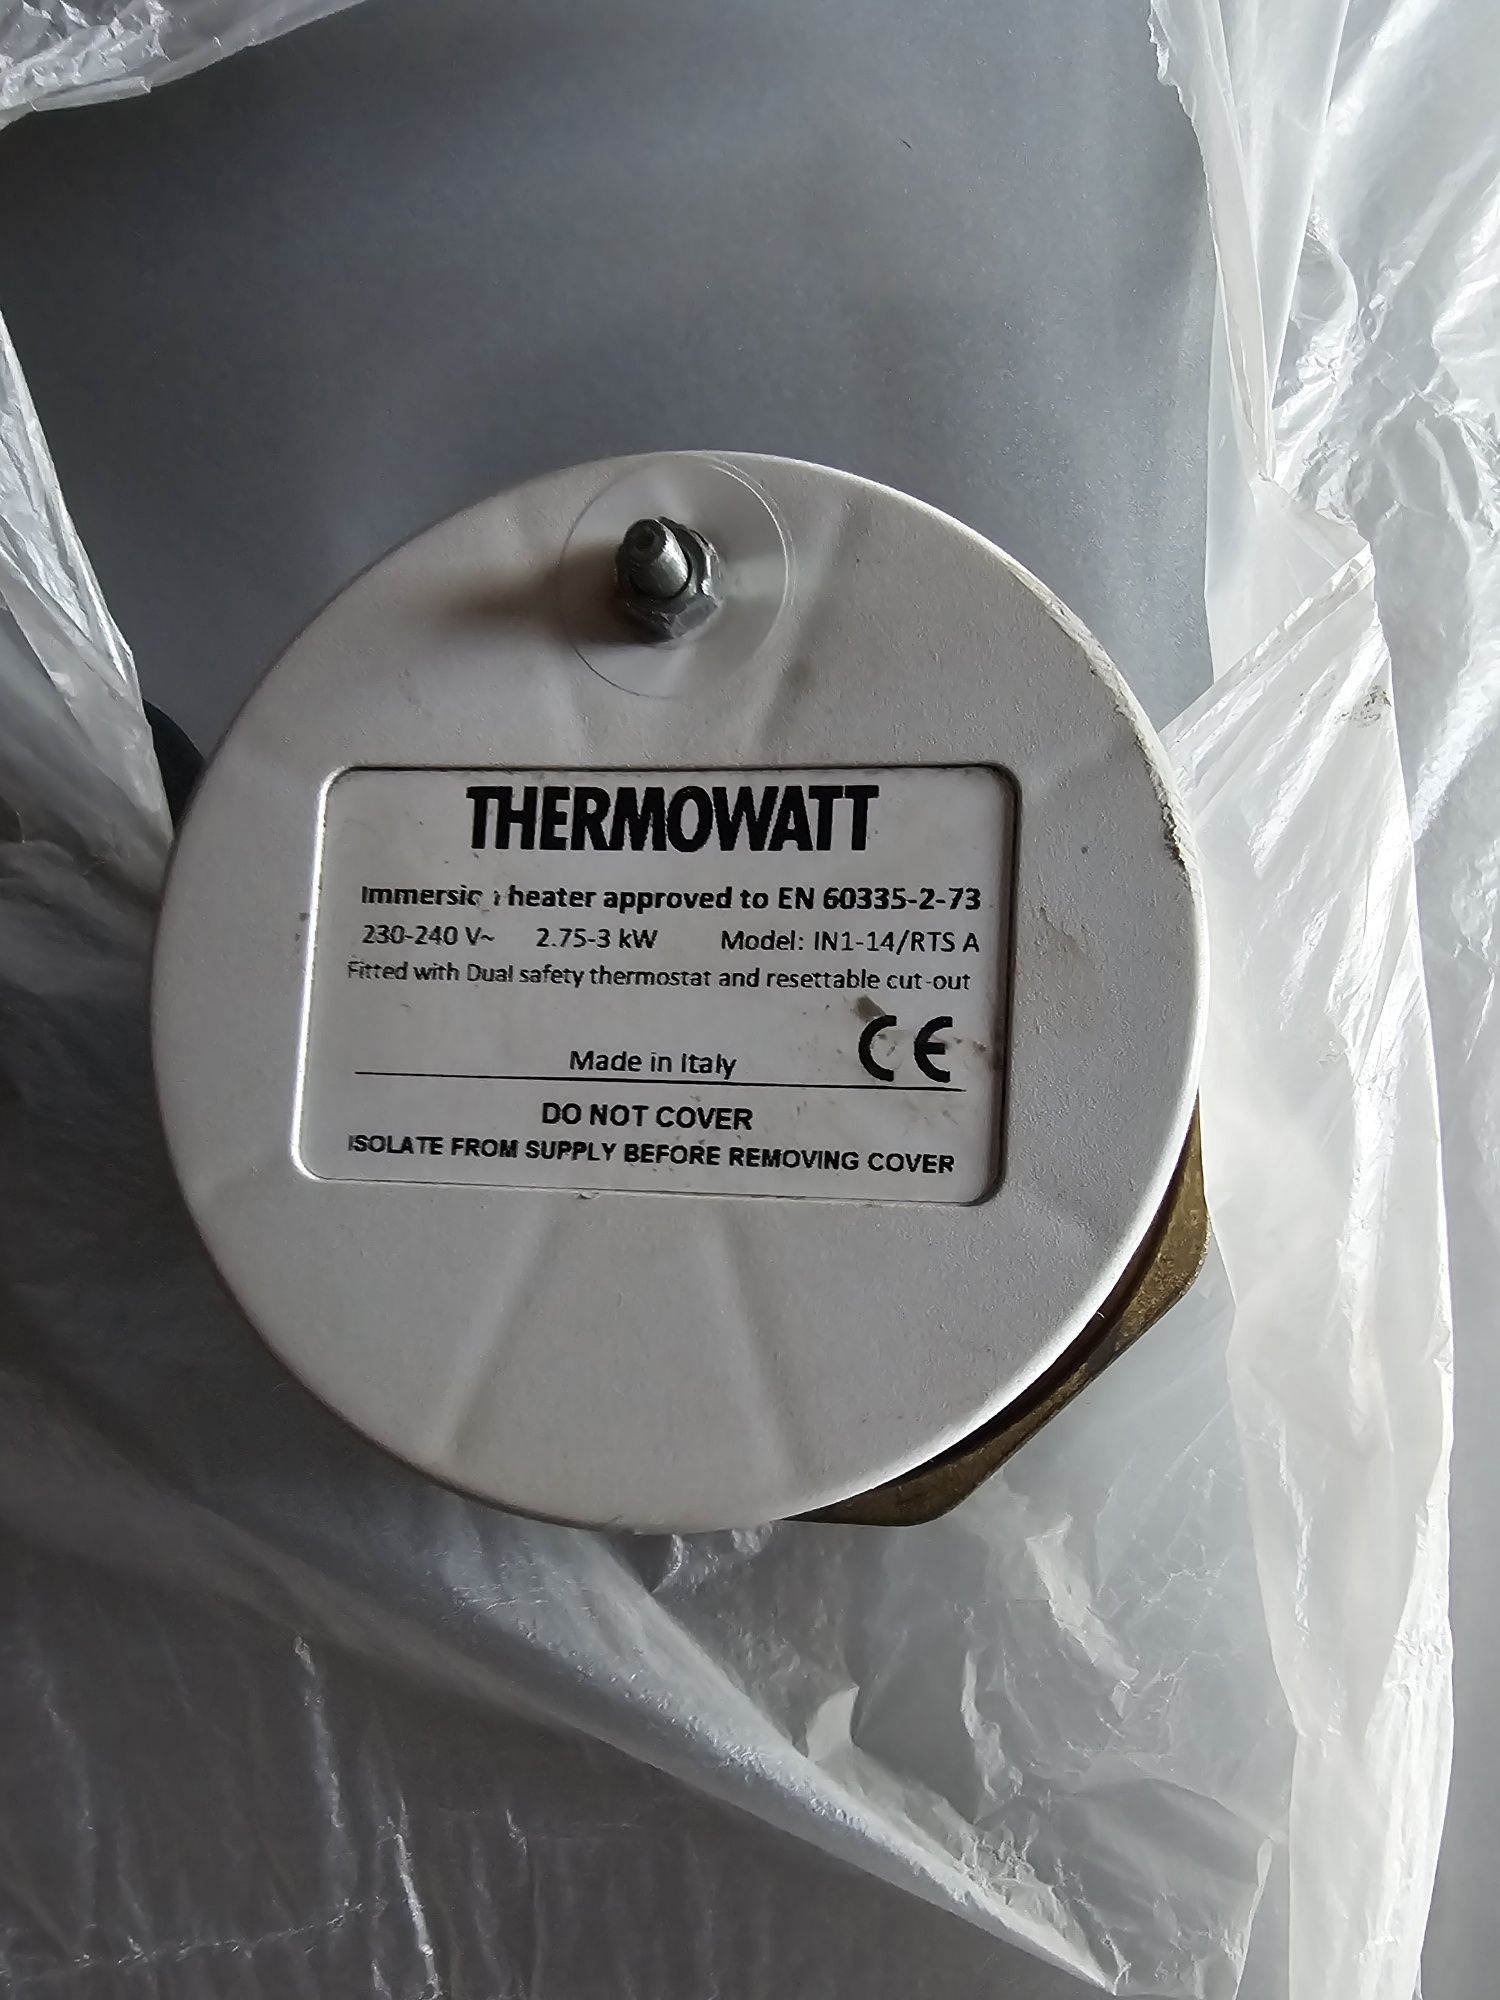 THERMOWATT
Immersion heater approved to EN 60335-2-73
230-240 V~ 2.75-3 kW Model: IN1-14/RTS A
Fitted with Dual safety thermostat and resettable cut-out
CE
Made in Italy
DO NOT COVER
ISOLATE FROM SUPPLY BEFORE REMOVING COVER